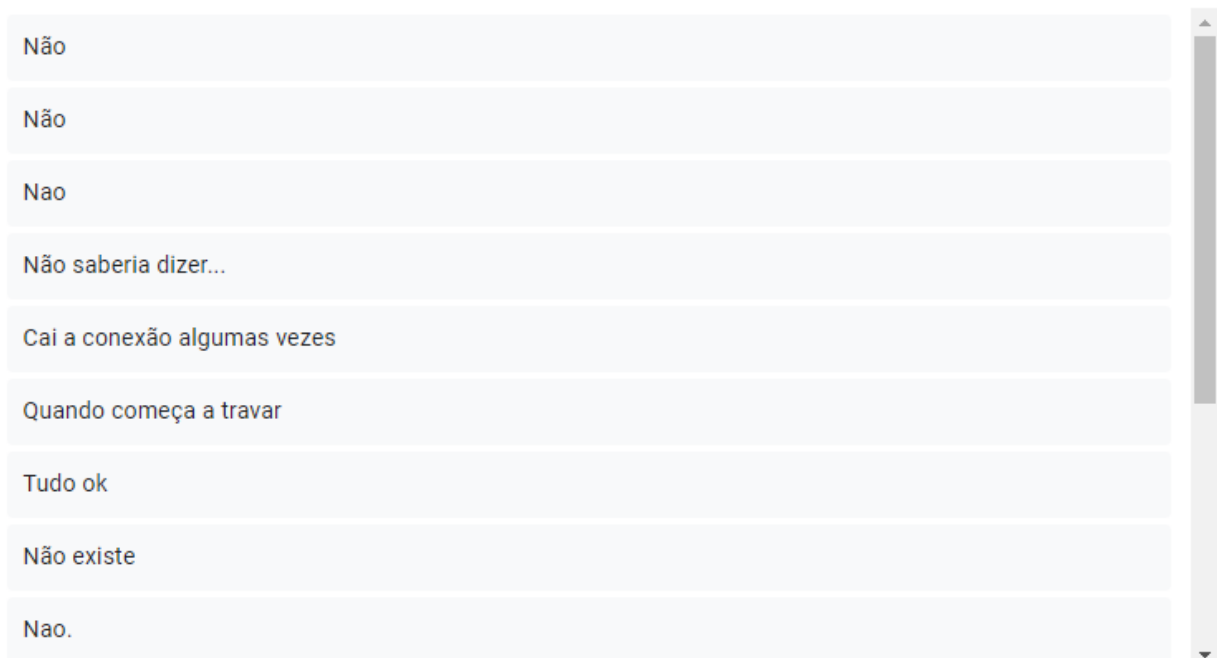 Não
Não
Nao
Não saberia dizer...
Cai a conexão algumas vezes
Quando começa a travar
Tudo ok
Não existe
Nao.